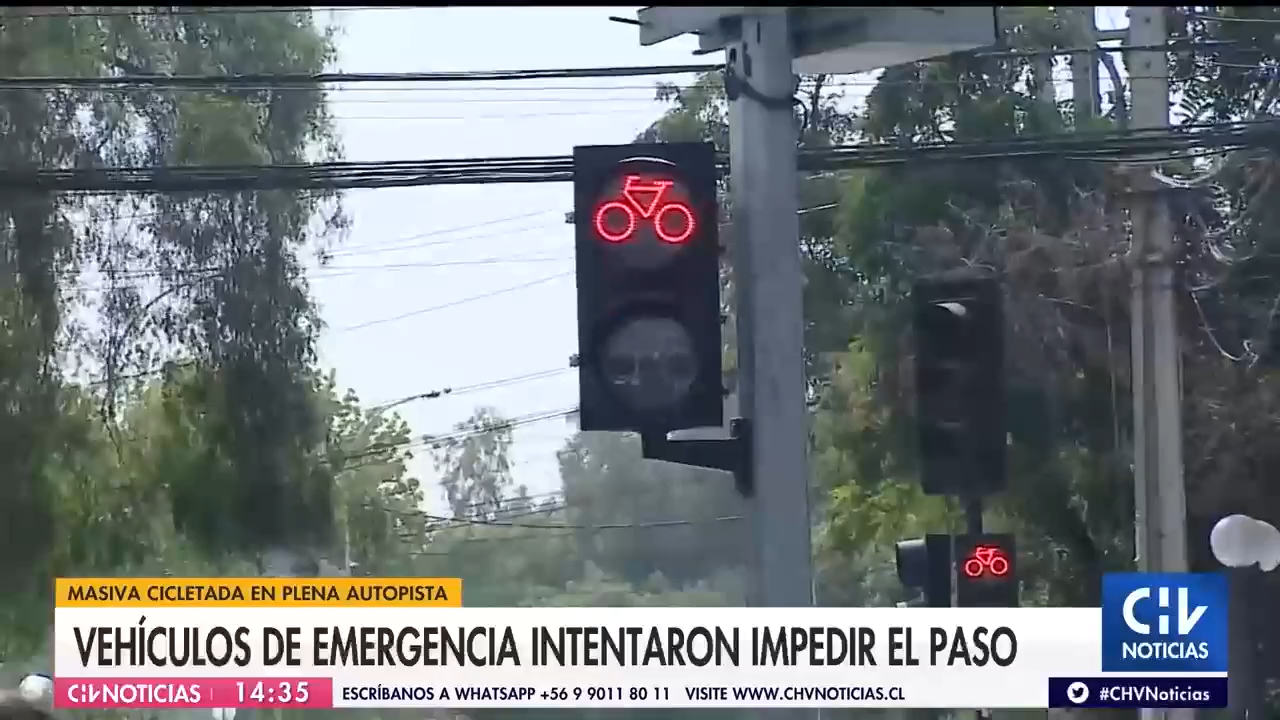 MASIVA CICLETADA EN PLENA AUTOPISTA
VEHÍCULOS DE EMERGENCIA INTENTARON IMPEDIR EL PASO
CHV NOTICIAS
CHVNOTICIAS 14:35 ESCRÍBANOS A WHATSAPP +56 9 9011 80 11 VISITE WWW.CHVNOTICIAS.CL #CHVNoticias